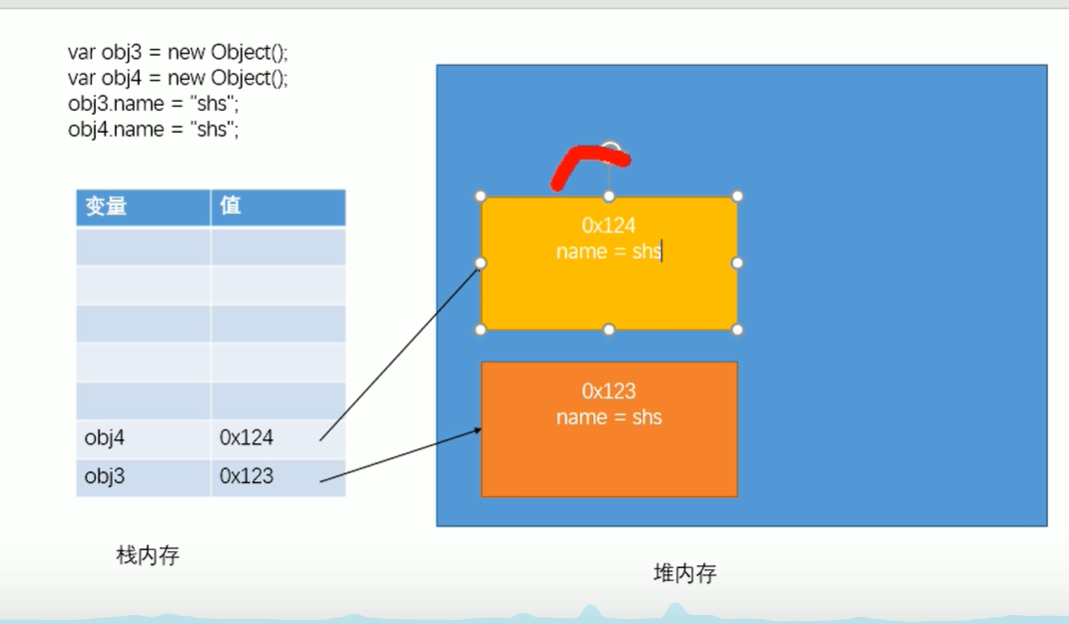 var obj3 = new Object();
var obj4 = new Object();
obj3.name = "shs";
obj4.name = "shs";
变量 值
obj4 0x124
obj3 0x123
栈内存
0x124
name = shs
0x123
name = shs
堆内存